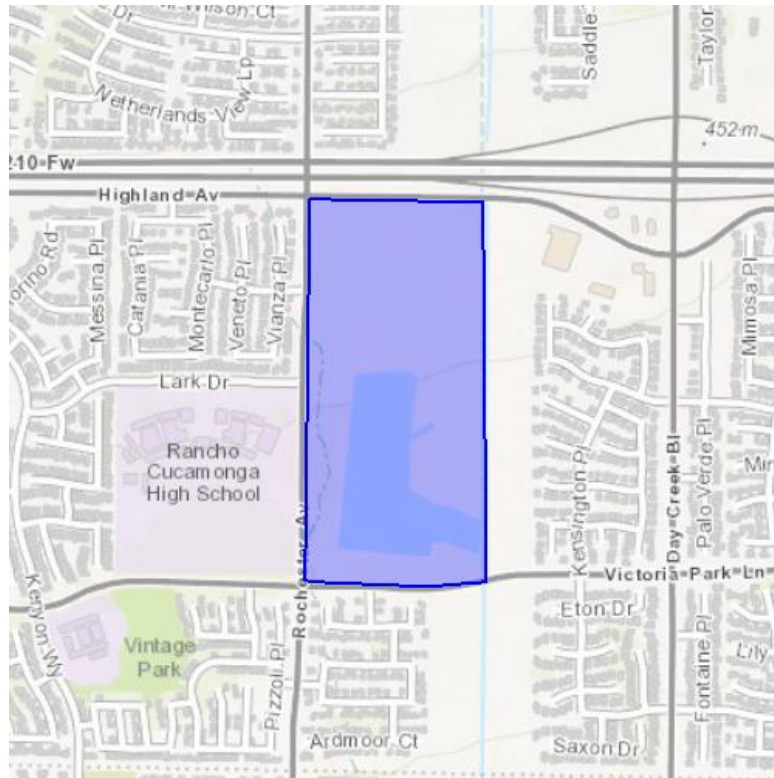 Wilson Ct
Dr
Netherlands View Lp
Saddle
Taylor
452 m
210 Fw
Highland Av
Messina Pl
Catania Pl
Montecarlo Pl
Veneto Pl
Vianza Pl
Mimosa Pl
Lark Dr
Rancho
Cucamonga
High School
Rochester Av
Kensington Pl
Day Creek Bl
Palo Verde Pl
Victoria Park Ln
Kenyon Wy
Vintage
Park
Pizzoli Pl
Eton Dr
Fontaine Pl
Lily
Ardmoor Ct
Saxon Dr